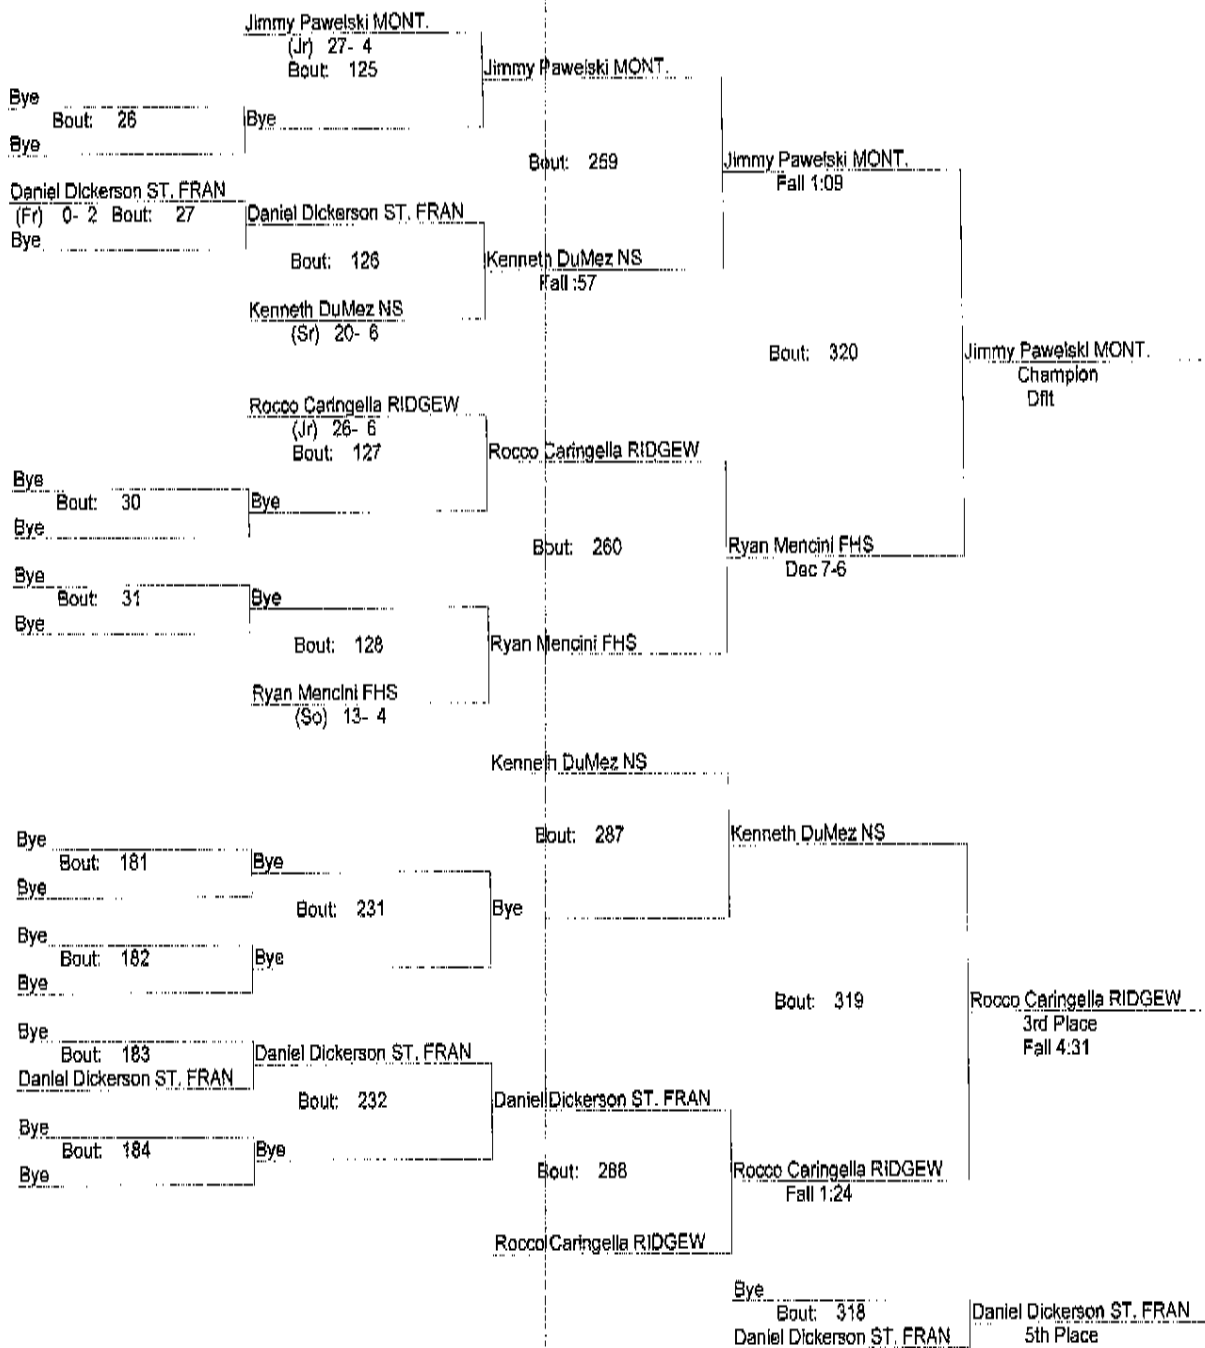 Jimmy Pawelski MONT.
(Jr) 27- 4
Bout: 125
Jimmy Pawelski MONT.
Bye
Bout: 26
Bye
Bye
Bout: 259
Jimmy Pawelski MONT.
Fall 1:09
Daniel Dickerson ST. FRAN
(Fr) 0- 2 Bout: 27
Bye
Daniel Dickerson ST. FRAN
Bout: 126
Kenneth DuMez NS
Fall :57
Kenneth DuMez NS
(Sr) 20- 6
Bout: 320
Jimmy Pawelski MONT.
Champion
Dflt
Rocco Caringella RIDGEW
(Jr) 26- 6
Bout: 127
Rocco Caringella RIDGEW
Bye
Bout: 30
Bye
Bye
Bout: 260
Ryan Mencini FHS
Dec 7-6
Bye
Bout: 31
Bye
Bye
Bout: 128
Ryan Mencini FHS
Ryan Mencini FHS
(So) 13- 4
Kenneth DuMez NS
Bout: 287
Kenneth DuMez NS
Bye
Bout: 181
Bye
Bye
Bout: 231
Bye
Bye
Bout: 182
Bye
Bye
Bout: 319
Rocco Caringella RIDGEW
3rd Place
Fall 4:31
Bye
Bout: 183
Daniel Dickerson ST. FRAN
Daniel Dickerson ST. FRAN
Bout: 232
Daniel Dickerson ST. FRAN
Bye
Bout: 184
Bye
Bye
Bout: 288
Rocco Caringella RIDGEW
Fall 1:24
Rocco Caringella RIDGEW
Bye
Bout: 318
Daniel Dickerson ST. FRAN
Daniel Dickerson ST. FRAN
5th Place